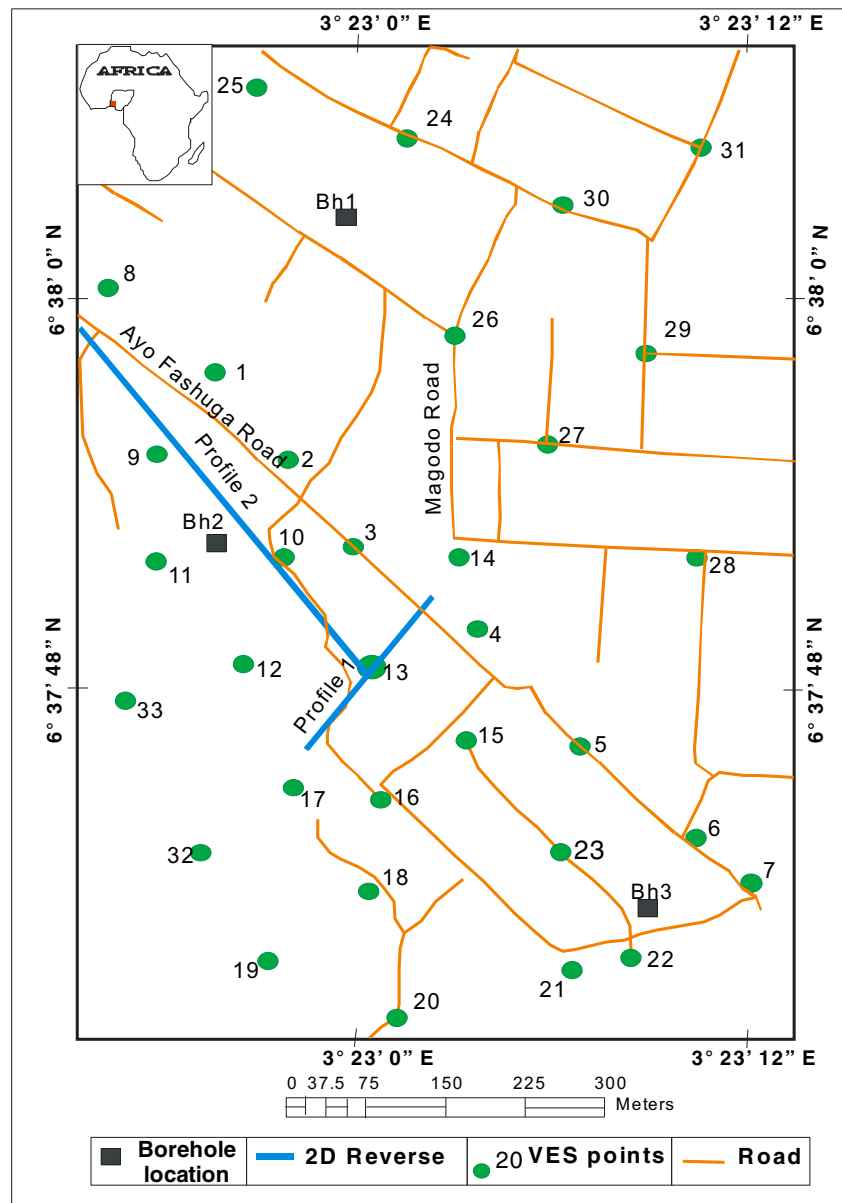 3° 23’ 0” E
3° 23’ 12” E
AFRICA
25
24
31
Bh1
30
8
6° 38’ 0” N
6° 38’ 0” N
26
29
Ayo Fashuga Road
1
Magodo Road
27
9
2
Profile 2
Bh2
3
10
14
28
11
4
12
13
6° 37’ 48” N
6° 37’ 48” N
33
Profile 1
15
5
17
16
6
32
23
7
18
Bh3
19
22
21
20
3° 23’ 0” E
3° 23’ 12” E
0 37.5 75 150 225 300
Meters
Borehole
location
2D Reverse
20 VES points
Road